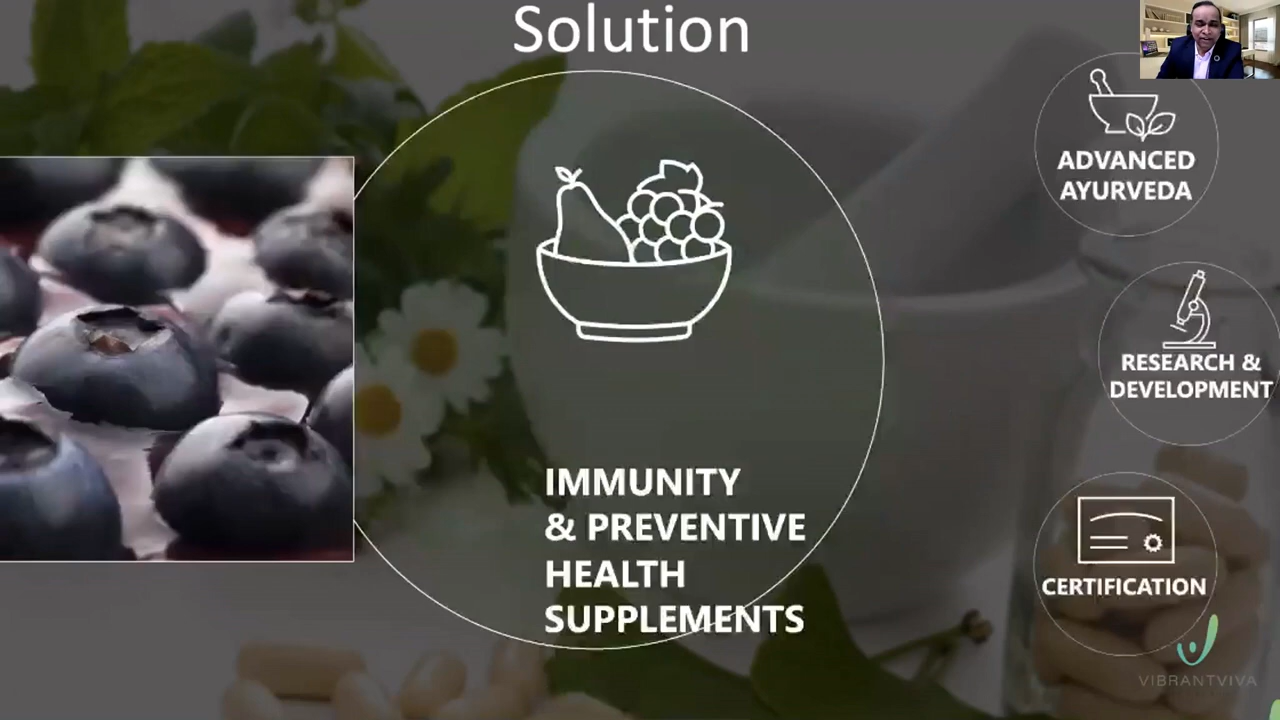 Solution
IMMUNITY
& PREVENTIVE
HEALTH
SUPPLEMENTS
ADVANCED
AYURVEDA
RESEARCH &
DEVELOPMENT
CERTIFICATION
VIBRANTVIVA